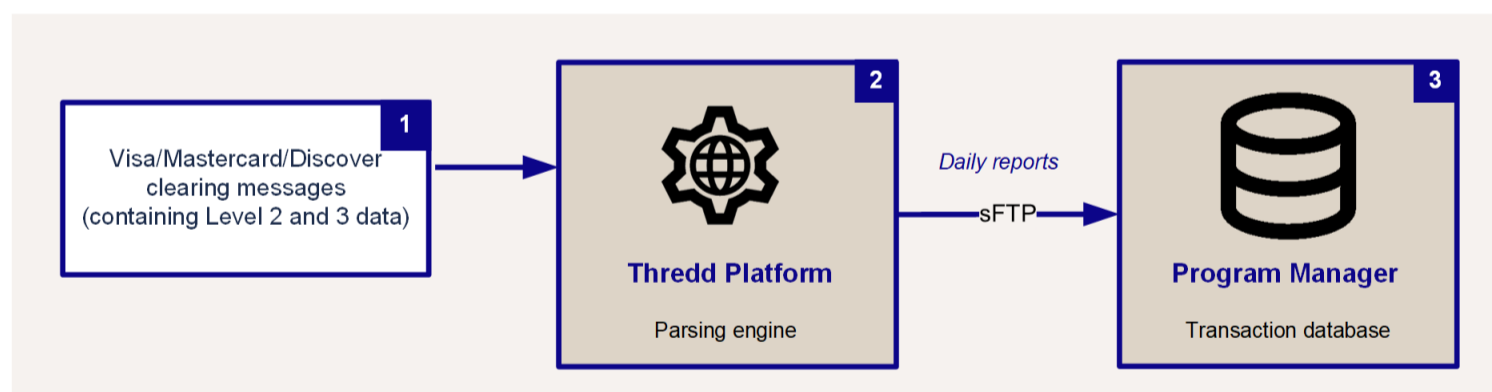 1
Visa/Mastercard/Discover
clearing messages
(containing Level 2 and 3 data)
2
Thredd Platform
Parsing engine
Daily reports
sFTP
3
Program Manager
Transaction database